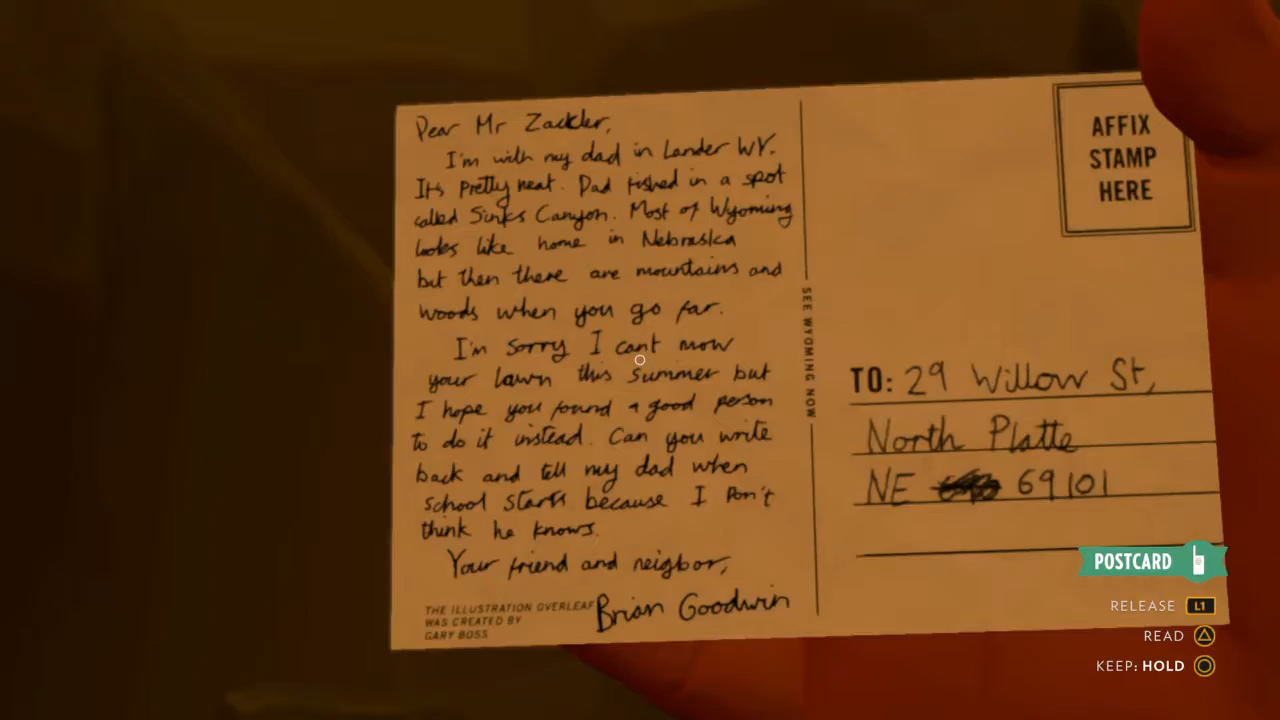 Dear Mr Zackler,
I'm with my dad in Lander WY.
It's pretty neat. Dad fished in a spot
called Sinks Canyon. Most of Wyoming
looks like home in Nebraska
but then there are mountains and
woods when you go far.
I'm sorry I cant mow
your lawn this summer but
I hope you found a good person
to do it instead. Can you write
back and tell my dad when
school starts because I don't
think he knows.
Your friend and neigbor,
Brian Goodwin
THE ILLUSTRATION OVERLEAF
WAS CREATED BY
GARY BOSS
SEE WYOMING NOW
AFFIX
STAMP
HERE
TO: 29 Willow St,
North Platte
NE 69101
POSTCARD
RELEASE L1
READ
KEEP: HOLD